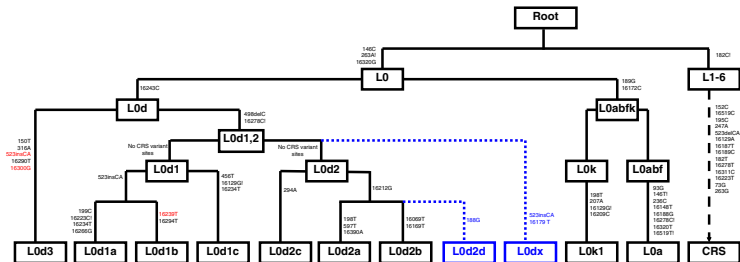 Root
146C
263A!
16320G
182C!
L0
L1-6
16243C
189G
16172C
L0d
L0abfk
498delC
16278C!
150T
316A
523insCA
16290T
16300G
L0d1,2
No CRS variant
sites
No CRS variant
sites
L0d1
L0d2
L0k
L0abf
152C
16519C
195C
247A
523delCA
16129A
16187T
16189C
182T
16278T
16311C
16223T
73G
263G
523insCA
456T
16129G!
16234T
294A
16212G
198T
207A
16129G!
16209C
93G
146T!
236C
16148T
16188G
16278C!
16320T
16519T!
199C
16223C!
16234T
16266G
16239T
16294T
198T
597T
16390A
16069T
16169T
188G
523insCA
16179 T
L0d3
L0d1a
L0d1b
L0d1c
L0d2c
L0d2a
L0d2b
L0d2d
L0dx
L0k1
L0a
CRS